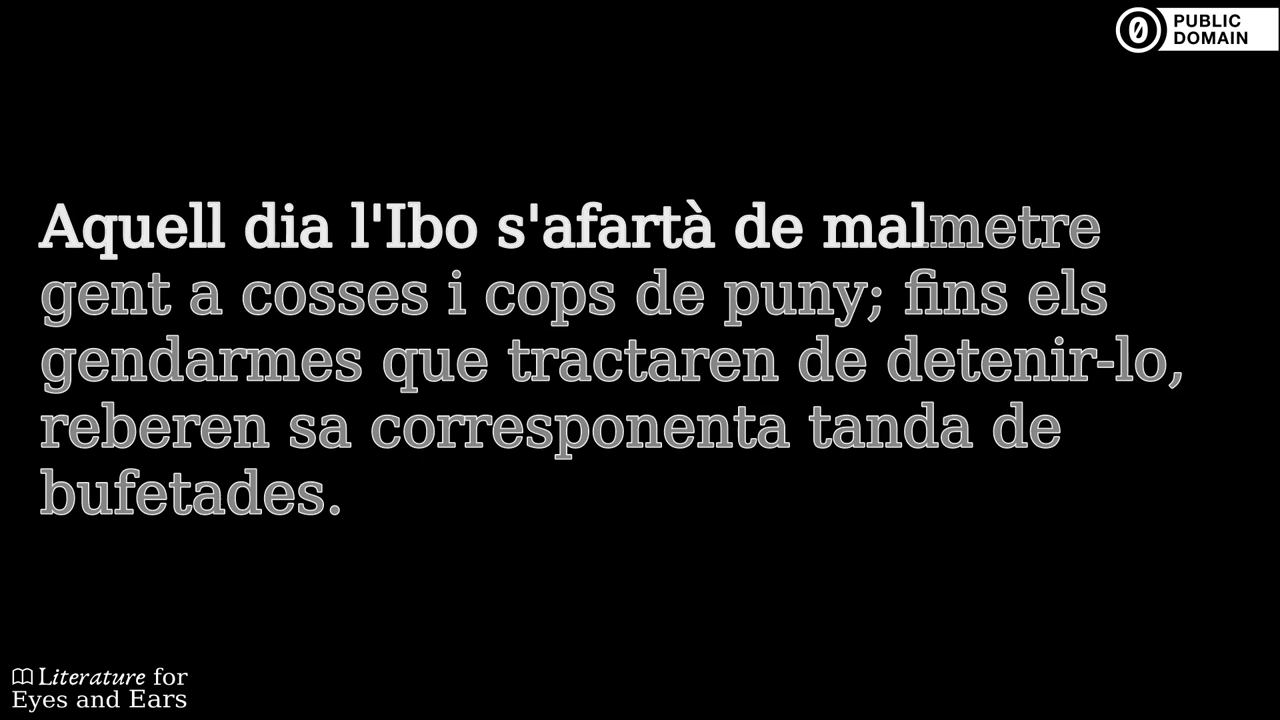 PUBLIC
DOMAIN
Aquell dia l'Ibo s'afartà de malmetre
gent a cosses i cops de puny; fins els
gendarmes que tractaren de detenir-lo,
reberen sa corresponenta tanda de
bufetades.
Literature for
Eyes and Ears